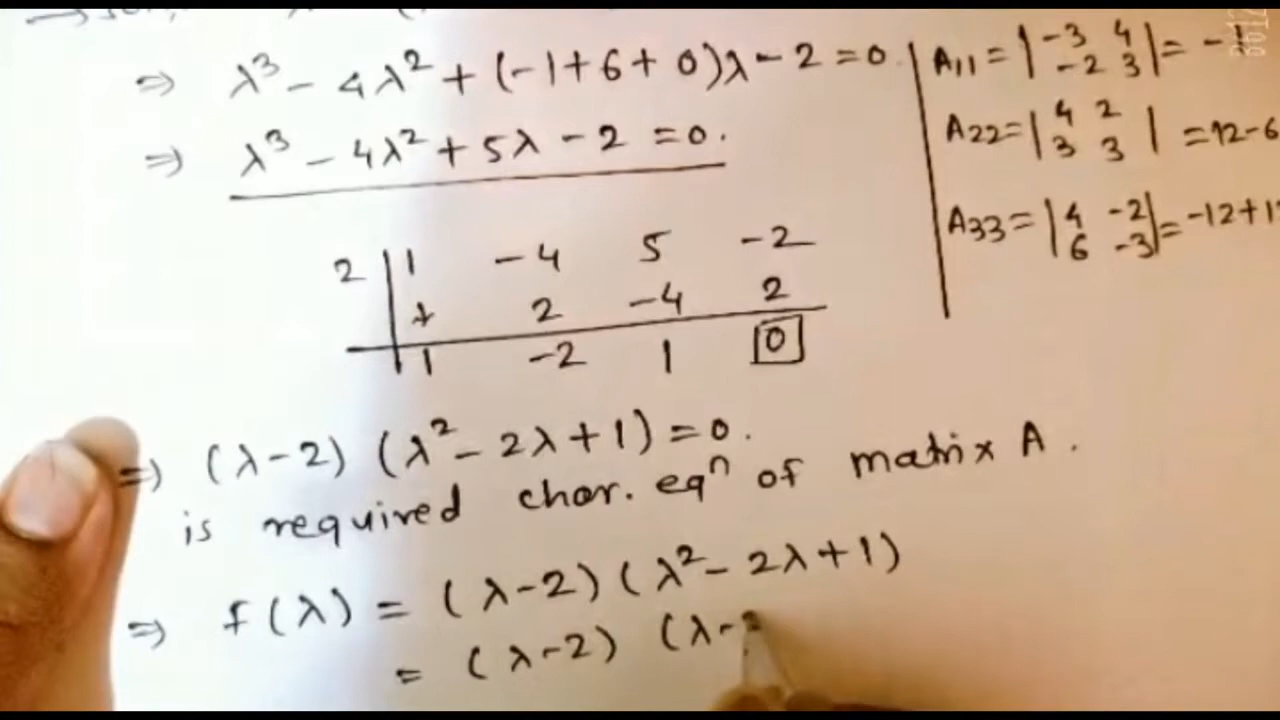 ⇒ λ³ - 4λ² + (-1+6+0)λ - 2 = 0
⇒ λ³ - 4λ² + 5λ - 2 = 0.
2 | 1 -4 5 -2
+ 2 -4 2
1 -2 1 0
⇒ (λ-2) (λ² - 2λ + 1) = 0.
is required char. eqⁿ of matrix A.
⇒ f(λ) = (λ-2) (λ² - 2λ + 1)
= (λ-2) (λ-
A11 = | -3 4 | = -1
-2 3
A22 = | 4 2 | = 12-6
3 3
A33 = | 4 -2 | = -12+1
6 -3